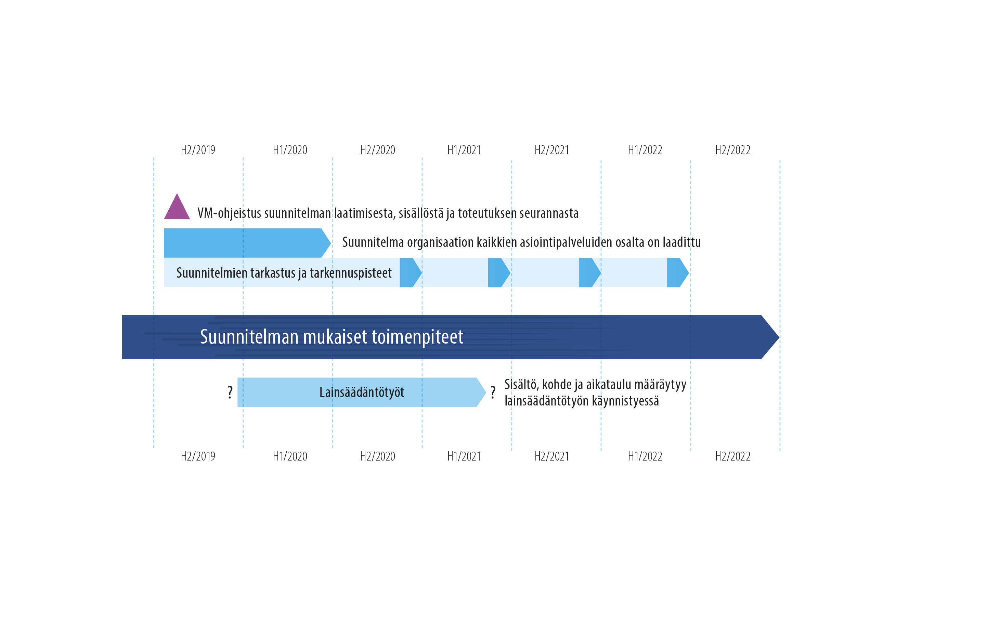 H2/2019 H1/2020 H2/2020 H1/2021 H2/2021 H1/2022 H2/2022
VM-ohjeistus suunnitelman laatimisesta, sisällöstä ja toteutuksen seurannasta
Suunnitelma organisaation kaikkien asiointipalveluiden osalta on laadittu
Suunnitelmien tarkastus ja tarkennuspisteet
Suunnitelman mukaiset toimenpiteet
? Lainsäädäntötyöt ?
Sisältö, kohde ja aikataulu määräytyy
lainsäädäntötyön käynnistyessä
H2/2019 H1/2020 H2/2020 H1/2021 H2/2021 H1/2022 H2/2022